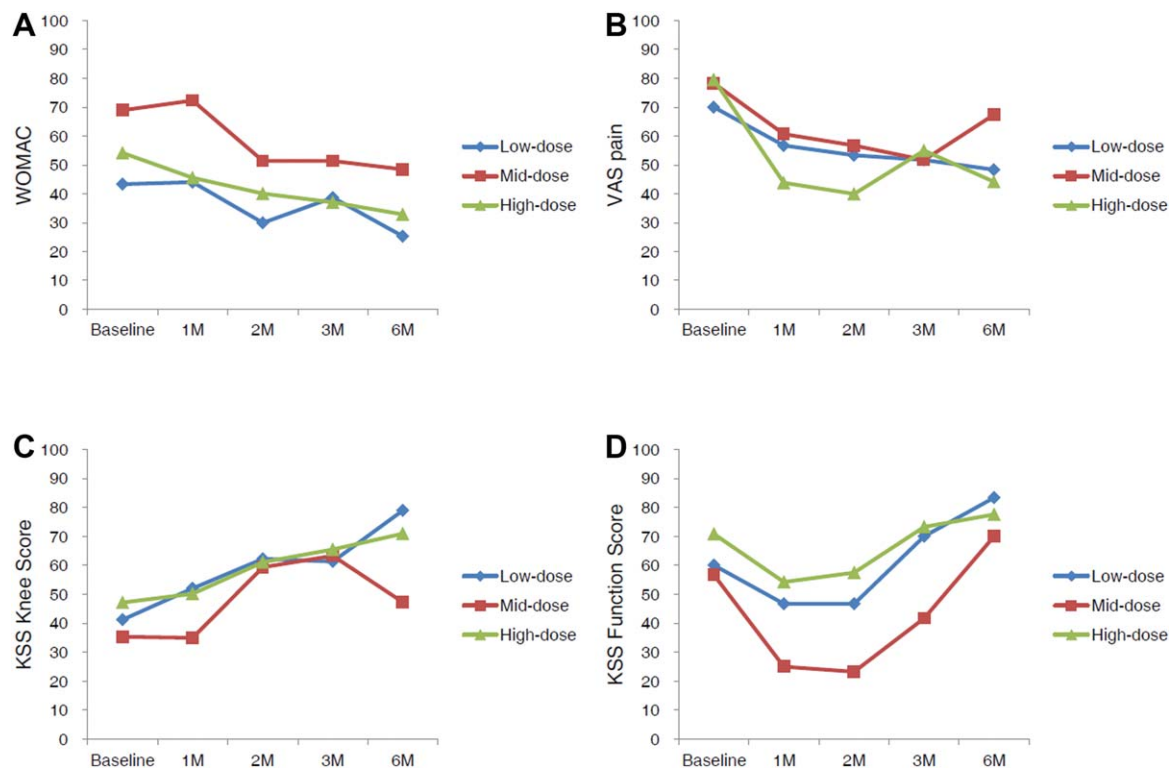 A
WOMAC
100
90
80
70
60
50
40
30
20
10
0
Baseline 1M 2M 3M 6M
Low-dose
Mid-dose
High-dose
B
VAS pain
100
90
80
70
60
50
40
30
20
10
0
Baseline 1M 2M 3M 6M
Low-dose
Mid-dose
High-dose
C
KSS Knee Score
100
90
80
70
60
50
40
30
20
10
0
Baseline 1M 2M 3M 6M
Low-dose
Mid-dose
High-dose
D
KSS Function Score
100
90
80
70
60
50
40
30
20
10
0
Baseline 1M 2M 3M 6M
Low-dose
Mid-dose
High-dose